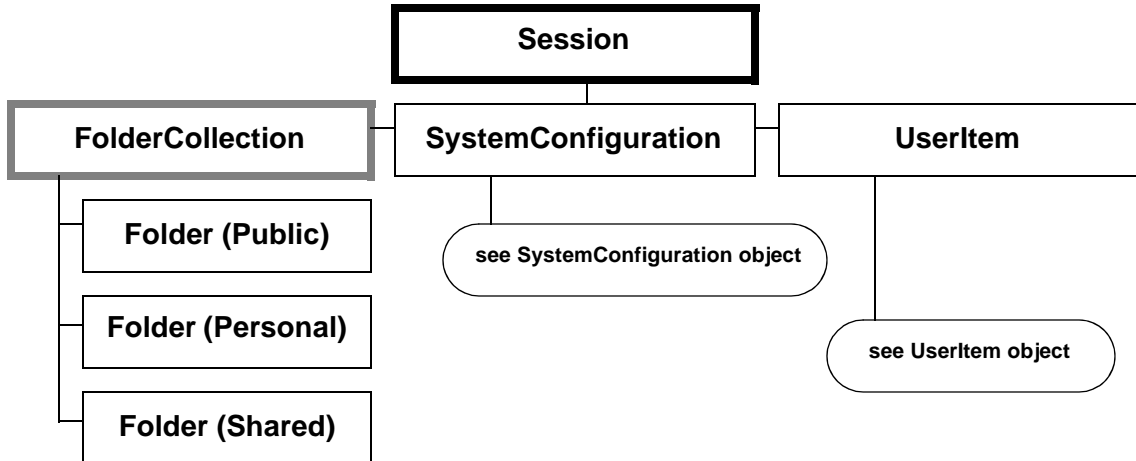 Session
FolderCollection
SystemConfiguration
UserItem
Folder (Public)
see SystemConfiguration object
Folder (Personal)
see UserItem object
Folder (Shared)